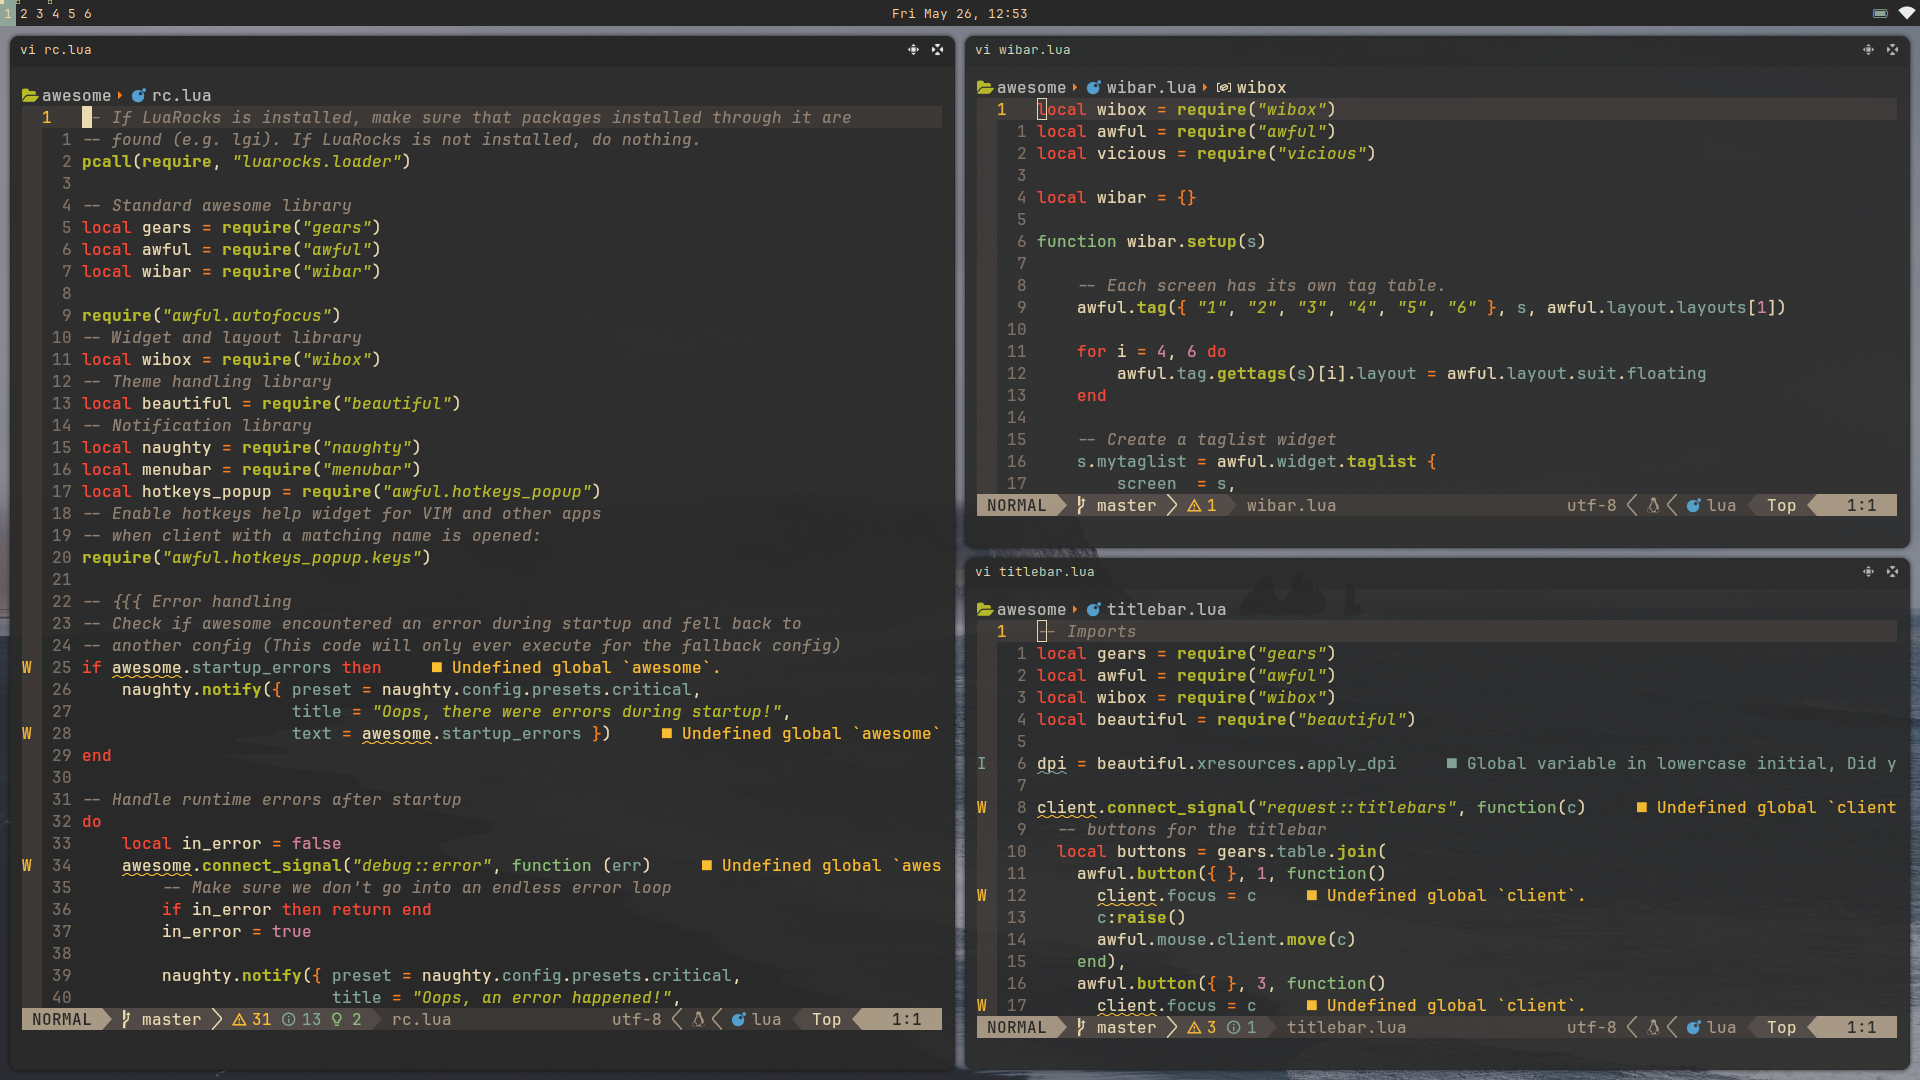 1 2 3 4 5 6
Fri May 26, 12:53
vi rc.lua
awesome rc.lua
1 -- If LuaRocks is installed, make sure that packages installed through it are
1 -- found (e.g. lgi). If LuaRocks is not installed, do nothing.
2 pcall(require, "luarocks.loader")
3
4 -- Standard awesome library
5 local gears = require("gears")
6 local awful = require("awful")
7 local wibar = require("wibar")
8
9 require("awful.autofocus")
10 -- Widget and layout library
11 local wibox = require("wibox")
12 -- Theme handling library
13 local beautiful = require("beautiful")
14 -- Notification library
15 local naughty = require("naughty")
16 local menubar = require("menubar")
17 local hotkeys_popup = require("awful.hotkeys_popup")
18 -- Enable hotkeys help widget for VIM and other apps
19 -- when client with a matching name is opened:
20 require("awful.hotkeys_popup.keys")
21
22 -- {{{ Error handling
23 -- Check if awesome encountered an error during startup and fell back to
24 -- another config (This code will only ever execute for the fallback config)
W 25 if awesome.startup_errors then ■ Undefined global `awesome`.
26     naughty.notify({ preset = naughty.config.presets.critical,
27                      title = "Oops, there were errors during startup!",
W 28                      text = awesome.startup_errors }) ■ Undefined global `awesome`
29 end
30
31 -- Handle runtime errors after startup
32 do
33     local in_error = false
W 34     awesome.connect_signal("debug::error", function (err) ■ Undefined global `awes
35         -- Make sure we don't go into an endless error loop
36         if in_error then return end
37         in_error = true
38
39         naughty.notify({ preset = naughty.config.presets.critical,
40                          title = "Oops, an error happened!",
NORMAL master 31 13 2 rc.lua utf-8 lua Top 1:1
vi wibar.lua
awesome wibar.lua wibox
1 local wibox = require("wibox")
1 local awful = require("awful")
2 local vicious = require("vicious")
3
4 local wibar = {}
5
6 function wibar.setup(s)
7
8     -- Each screen has its own tag table.
9     awful.tag({ "1", "2", "3", "4", "5", "6" }, s, awful.layout.layouts[1])
10
11     for i = 4, 6 do
12         awful.tag.gettags(s)[i].layout = awful.layout.suit.floating
13     end
14
15     -- Create a taglist widget
16     s.mytaglist = awful.widget.taglist {
17         screen  = s,
NORMAL master 1 wibar.lua utf-8 lua Top 1:1
vi titlebar.lua
awesome titlebar.lua
1 -- Imports
1 local gears = require("gears")
2 local awful = require("awful")
3 local wibox = require("wibox")
4 local beautiful = require("beautiful")
5
I 6 dpi = beautiful.xresources.apply_dpi ■ Global variable in lowercase initial, Did y
7
W 8 client.connect_signal("request::titlebars", function(c) ■ Undefined global `client
9   -- buttons for the titlebar
10   local buttons = gears.table.join(
11     awful.button({ }, 1, function()
W 12       client.focus = c ■ Undefined global `client`.
13       c:raise()
14       awful.mouse.client.move(c)
15     end),
16     awful.button({ }, 3, function()
W 17       client.focus = c ■ Undefined global `client`.
NORMAL master 3 1 titlebar.lua utf-8 lua Top 1:1